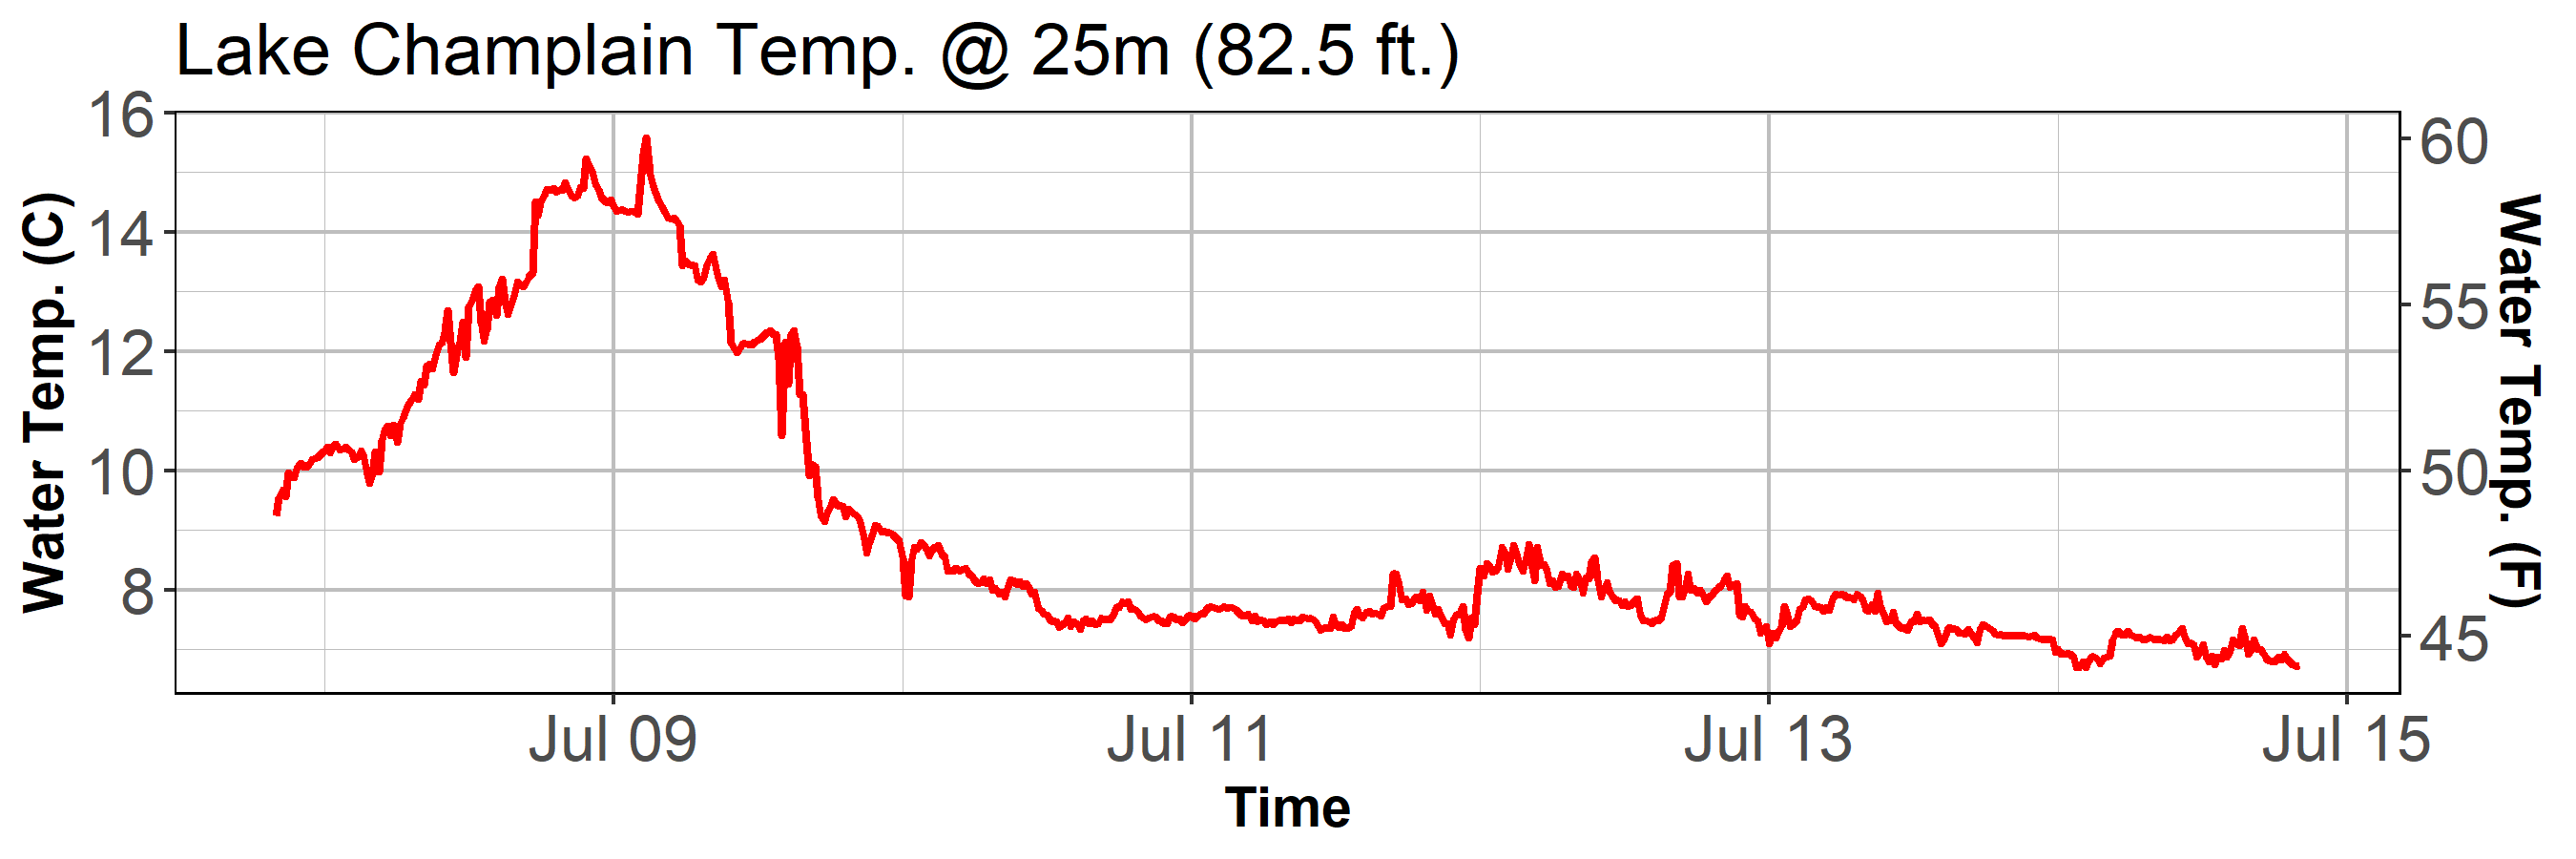 Lake Champlain Temp. @ 25m (82.5 ft.)
Water Temp. (C)
16
14
12
10
8
60
55
50
45
Water Temp. (F)
Jul 09 Jul 11 Jul 13 Jul 15
Time